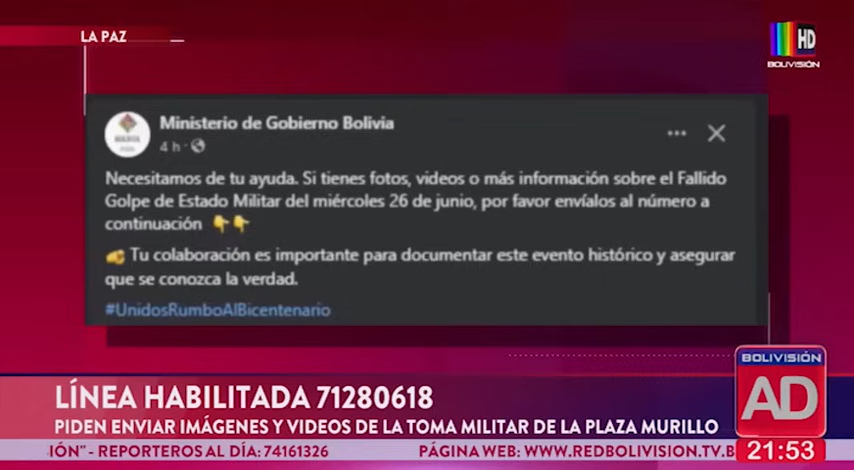 LA PAZ
HD
BOLIVISIÓN
Ministerio de Gobierno Bolivia
4 h ·
Necesitamos de tu ayuda. Si tienes fotos, videos o más información sobre el Fallido
Golpe de Estado Militar del miércoles 26 de junio, por favor envíalos al número a
continuación 👇👇
🤜 Tu colaboración es importante para documentar este evento histórico y asegurar
que se conozca la verdad.
#UnidosRumboAlBicentenario
LÍNEA HABILITADA 71280618
PIDEN ENVIAR IMÁGENES Y VIDEOS DE LA TOMA MILITAR DE LA PLAZA MURILLO
BOLIVISIÓN
AD
IÓN" - REPORTEROS AL DÍA: 74161326 PÁGINA WEB: WWW.REDBOLIVISION.TV.B
21:53